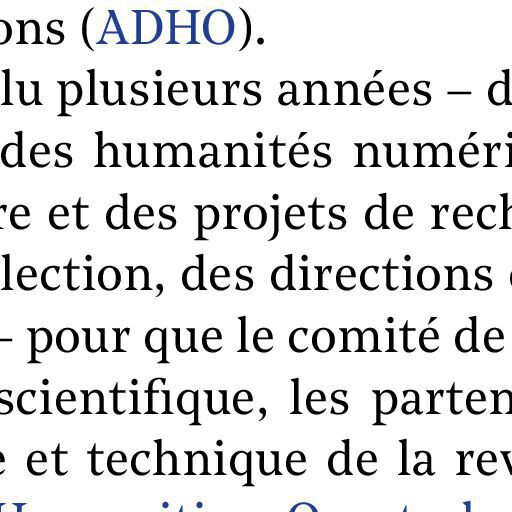 ons (ADHO).
lu plusieurs années – d
des humanités numéri
re et des projets de rech
lection, des directions
– pour que le comité de
scientifique, les parten
e et technique de la rev